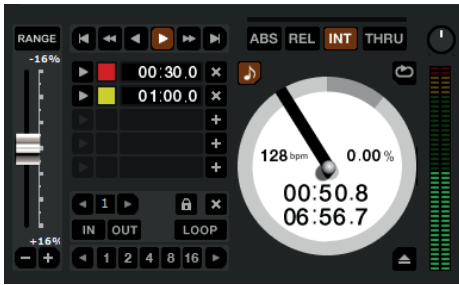 RANGE
ABS REL INT THRU
-16%
00:30.0
01:00.0
128 bpm 0.00 %
00:50.8
06:56.7
1
IN OUT LOOP
+16%
- + 1 2 4 8 16